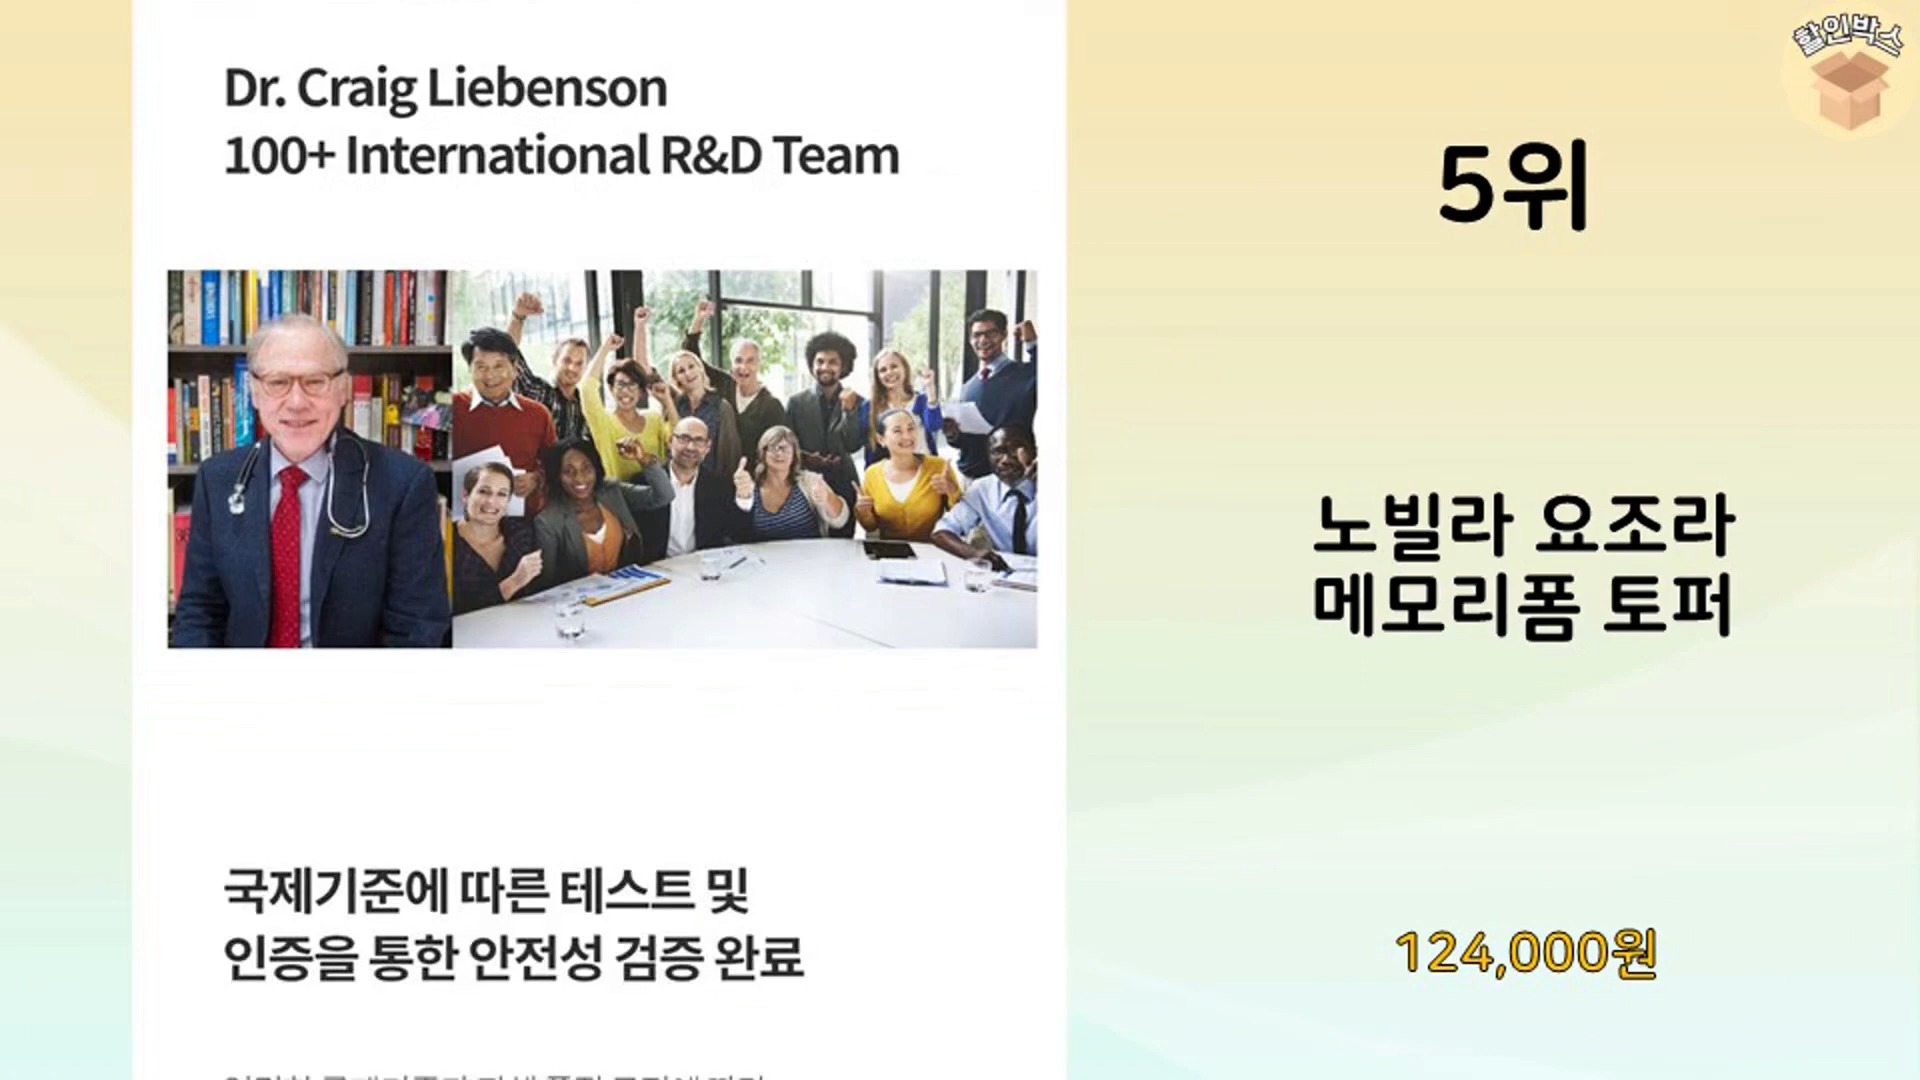 Dr. Craig Liebenson
100+ International R&D Team
국제기준에 따른 테스트 및
인증을 통한 안전성 검증 완료
할인박스
5위
노빌라 요조라
메모리폼 토퍼
124,000원